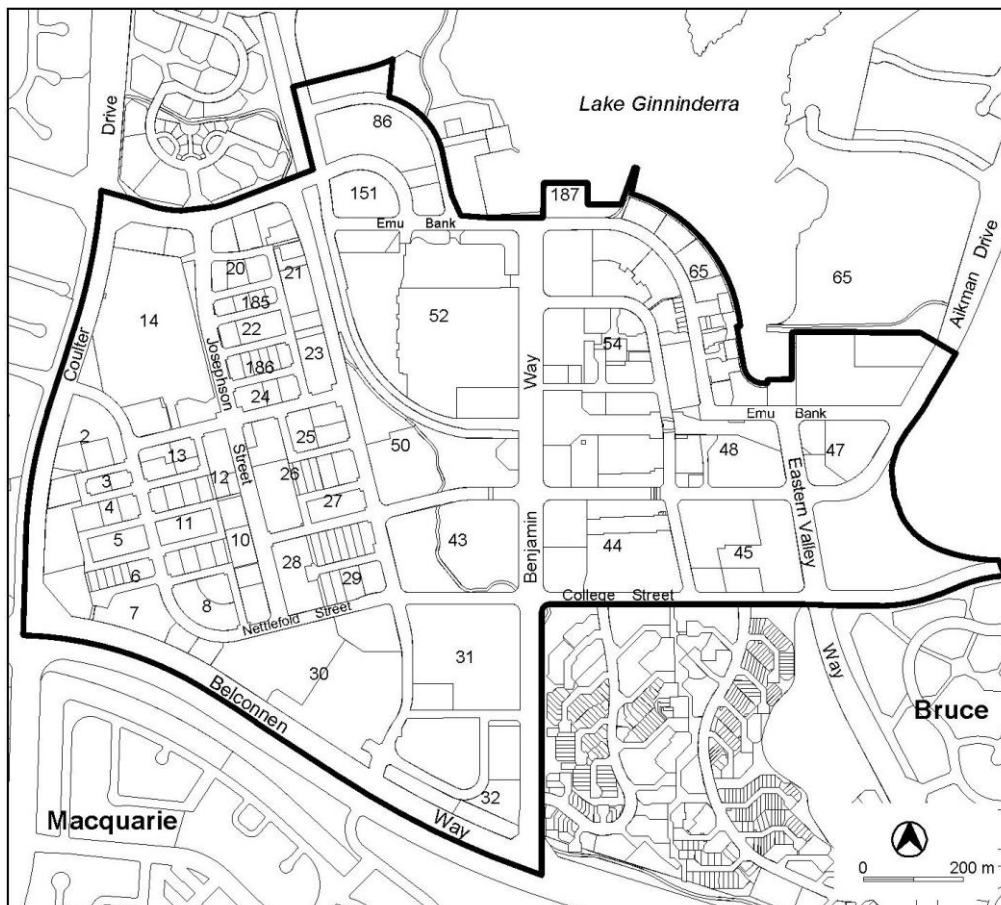 Lake Ginninderra
86
Drive
151
187
Emu Bank
20
21
65
65
Aikman Drive
185
14
52
22
54
Coulter
Josephson
23
186
Way
24
Emu Bank
2
25
50
48
47
13
3
12
Street
26
4
27
11
Eastern Valley
5
10
43
Benjamin
44
45
28
6
29
8
College Street
7
Nettlefold Street
30
31
Way
Belconnen
Bruce
32
Macquarie
Way
0 200 m